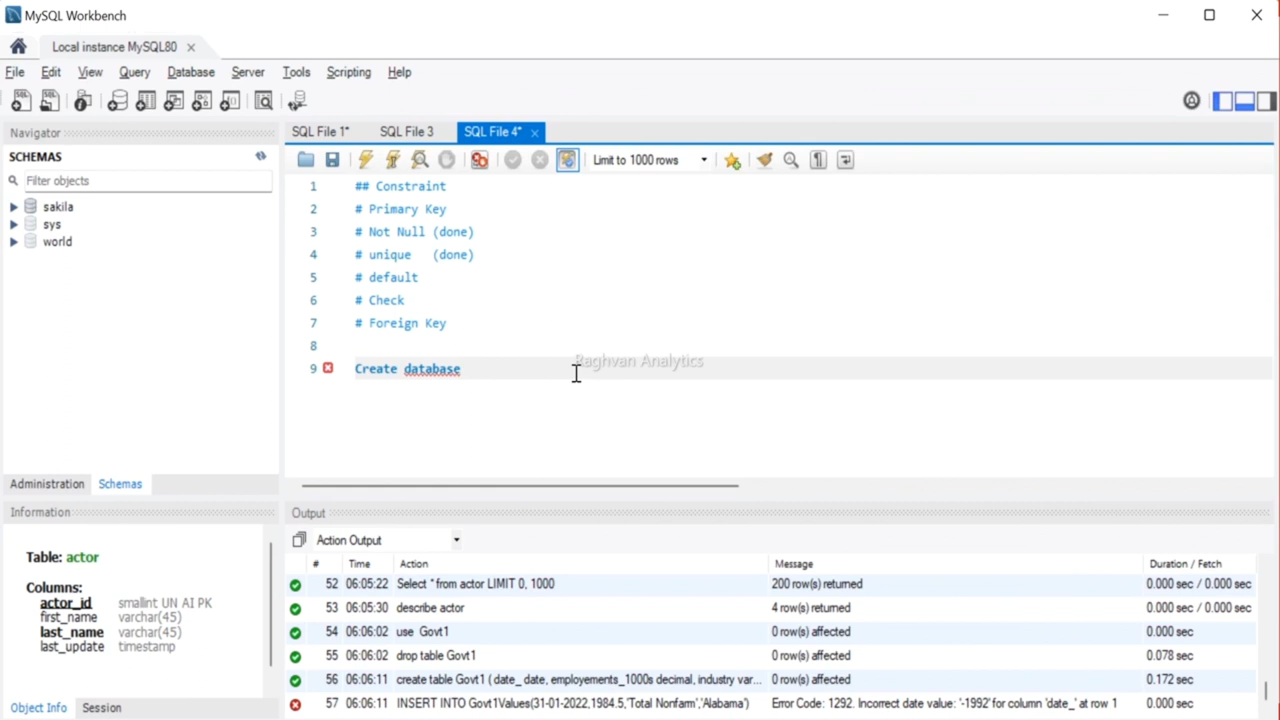 MySQL Workbench
Local instance MySQL80
File Edit View Query Database Server Tools Scripting Help
Navigator
SCHEMAS
Filter objects
sakila
sys
world
Administration Schemas
Information
Table: actor
Columns:
actor_id smallint UN AI PK
first_name varchar(45)
last_name varchar(45)
last_update timestamp
Object Info Session
SQL File 1* SQL File 3 SQL File 4*
Limit to 1000 rows
1 ## Constraint
2 # Primary Key
3 # Not Null (done)
4 # unique (done)
5 # default
6 # Check
7 # Foreign Key
8
9 Create database
Raghvan Analytics
Output
Action Output
# Time Action Message Duration / Fetch
52 06:05:22 Select * from actor LIMIT 0, 1000 200 row(s) returned 0.000 sec / 0.000 sec
53 06:05:30 describe actor 4 row(s) returned 0.000 sec / 0.000 sec
54 06:06:02 use Govt1 0 row(s) affected 0.000 sec
55 06:06:02 drop table Govt1 0 row(s) affected 0.078 sec
56 06:06:11 create table Govt1 ( date_ date, employements_1000s decimal, industry var... 0 row(s) affected 0.172 sec
57 06:06:11 INSERT INTO Govt1Values(31-01-2022,1984.5,'Total Nonfarm','Alabama') Error Code: 1292. Incorrect date value: '-1992' for column 'date_' at row 1 0.000 sec